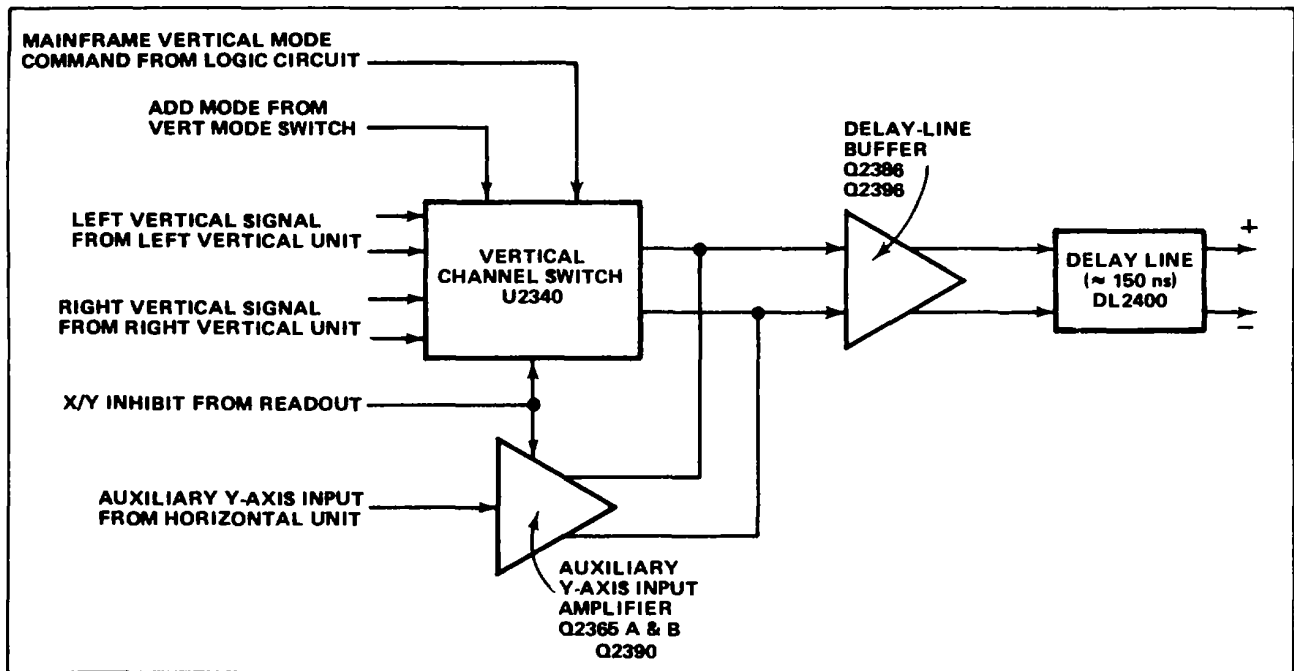 MAINFRAME VERTICAL MODE
COMMAND FROM LOGIC CIRCUIT
ADD MODE FROM
VERT MODE SWITCH
LEFT VERTICAL SIGNAL
FROM LEFT VERTICAL UNIT
RIGHT VERTICAL SIGNAL
FROM RIGHT VERTICAL UNIT
VERTICAL
CHANNEL SWITCH
U2340
DELAY-LINE
BUFFER
Q2386
Q2396
DELAY LINE
(≈ 150 ns)
DL2400
+
−
X/Y INHIBIT FROM READOUT
AUXILIARY Y-AXIS INPUT
FROM HORIZONTAL UNIT
AUXILIARY
Y-AXIS INPUT
AMPLIFIER
Q2365 A & B
Q2390